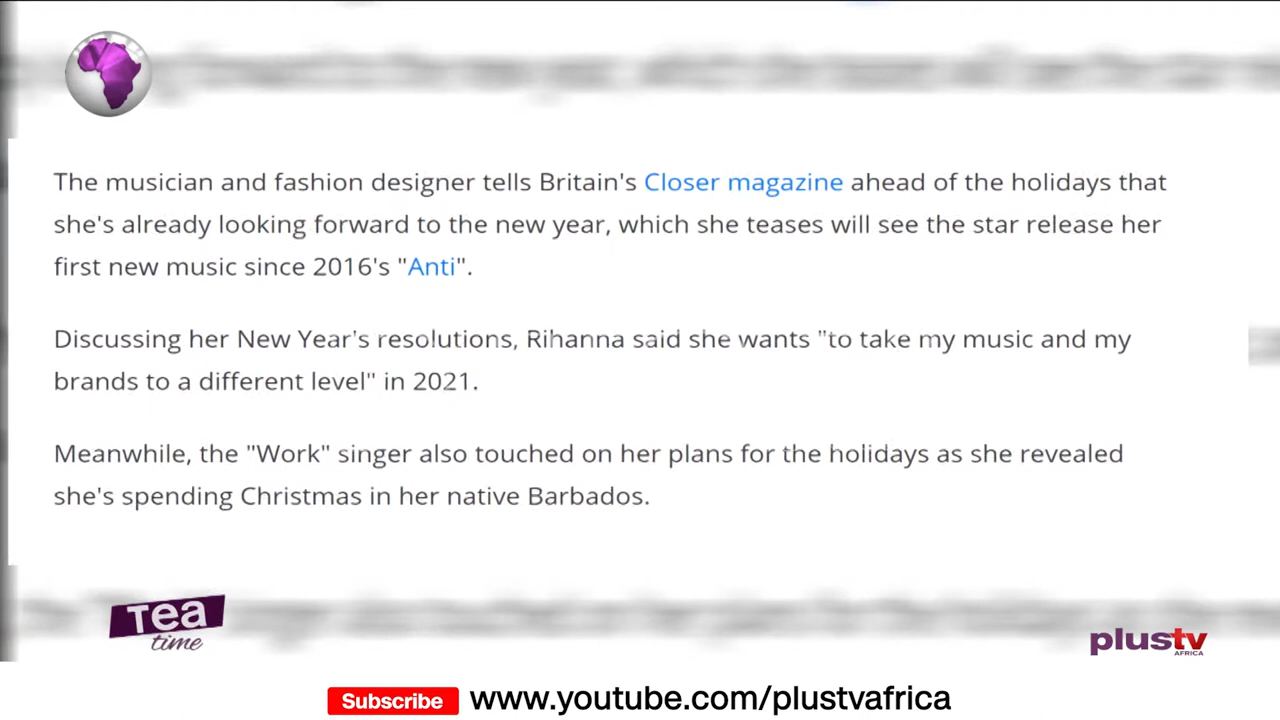 The musician and fashion designer tells Britain's Closer magazine ahead of the holidays that
she's already looking forward to the new year, which she teases will see the star release her
first new music since 2016's "Anti".
Discussing her New Year's resolutions, Rihanna said she wants "to take my music and my
brands to a different level" in 2021.
Meanwhile, the "Work" singer also touched on her plans for the holidays as she revealed
she's spending Christmas in her native Barbados.
Tea
time
plustv
AFRICA
Subscribe www.youtube.com/plustvafrica